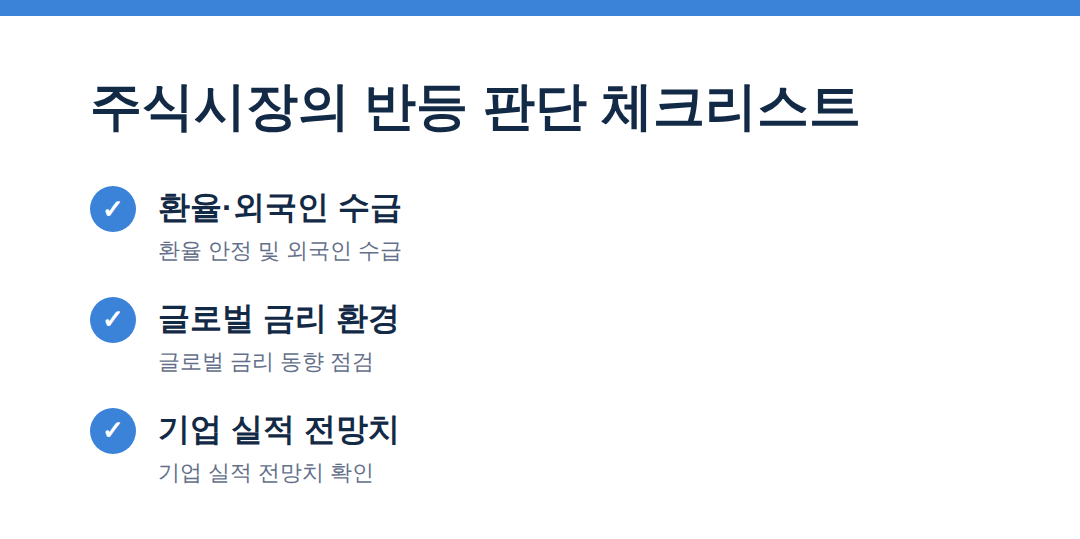 주식시장의 반등 판단 체크리스트
환율·외국인 수급
환율 안정 및 외국인 수급
글로벌 금리 환경
글로벌 금리 동향 점검
기업 실적 전망치
기업 실적 전망치 확인